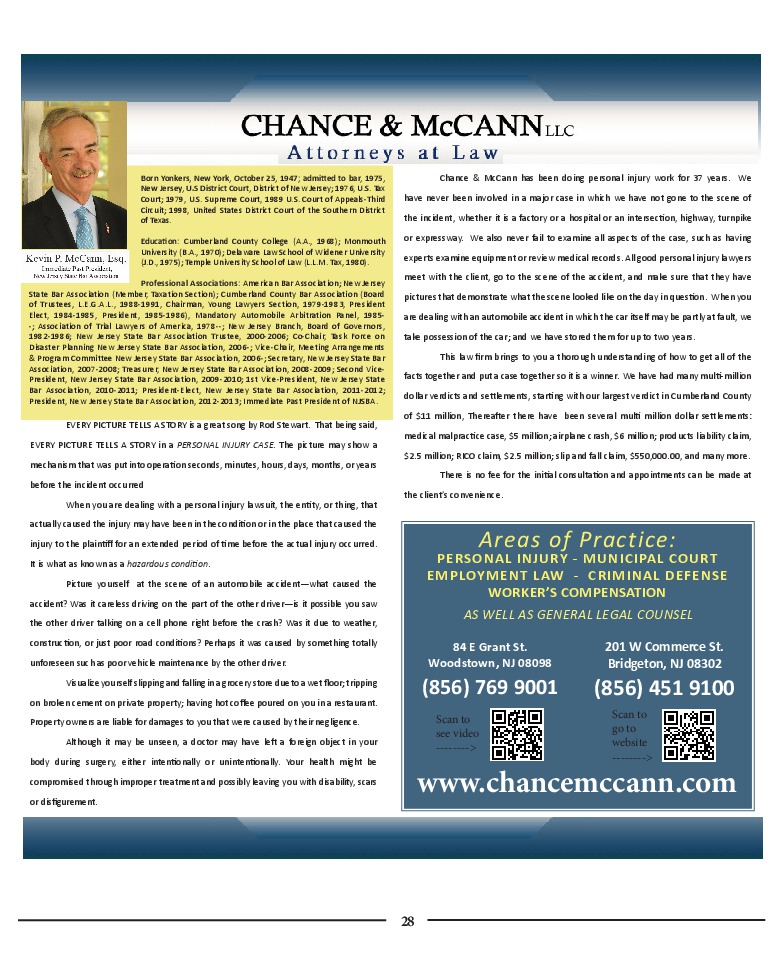 CHANCE & McCANN LLC
Attorneys at Law
Kevin P. McCann, Esq.
Immediate Past President,
New Jersey State Bar Association
Born Yonkers, New York, October 25, 1947; admitted to bar, 1975,
New Jersey, U.S District Court, District of New Jersey; 1976, U.S. Tax
Court; 1979, U.S. Supreme Court, 1989 U.S. Court of Appeals-Third
Circuit; 1998, United States District Court of the Southern District
of Texas.
Education: Cumberland County College (A.A., 1968); Monmouth
University (B.A., 1970); Delaware Law School of Widener University
(J.D., 1975); Temple University School of Law (L.L.M. Tax, 1980).
Professional Associations: American Bar Association; New Jersey
State Bar Association (Member, Taxation Section); Cumberland County Bar Association (Board
of Trustees, L.E.G.A.L., 1988-1991, Chairman, Young Lawyers Section, 1979-1983, President
Elect, 1984-1985, President, 1985-1986), Mandatory Automobile Arbitration Panel, 1985-
-; Association of Trial Lawyers of America, 1978--; New Jersey Branch, Board of Governors,
1982-1986; New Jersey State Bar Association Trustee, 2000-2006; Co-Chair, Task Force on
Disaster Planning New Jersey State Bar Association, 2006-; Vice-Chair, Meeting Arrangements
& Program Committee New Jersey State Bar Association, 2006-; Secretary, New Jersey State Bar
Association, 2007-2008; Treasurer, New Jersey State Bar Association, 2008-2009; Second Vice-
President, New Jersey State Bar Association, 2009-2010; 1st Vice-President, New Jersey State
Bar Association, 2010-2011; President-Elect, New Jersey State Bar Association, 2011-2012;
President, New Jersey State Bar Association, 2012-2013; Immediate Past President of NJSBA.
EVERY PICTURE TELLS A STORY is a great song by Rod Stewart. That being said,
EVERY PICTURE TELLS A STORY in a PERSONAL INJURY CASE. The picture may show a
mechanism that was put into operation seconds, minutes, hours, days, months, or years
before the incident occurred
When you are dealing with a personal injury lawsuit, the entity, or thing, that
actually caused the injury may have been in the condition or in the place that caused the
injury to the plaintiff for an extended period of time before the actual injury occurred.
It is what as known as a hazardous condition.
Picture yourself at the scene of an automobile accident—what caused the
accident? Was it careless driving on the part of the other driver—is it possible you saw
the other driver talking on a cell phone right before the crash? Was it due to weather,
construction, or just poor road conditions? Perhaps it was caused by something totally
unforeseen such as poor vehicle maintenance by the other driver.
Visualize yourself slipping and falling in a grocery store due to a wet floor; tripping
on broken cement on private property; having hot coffee poured on you in a restaurant.
Property owners are liable for damages to you that were caused by their negligence.
Although it may be unseen, a doctor may have left a foreign object in your
body during surgery, either intentionally or unintentionally. Your health might be
compromised through improper treatment and possibly leaving you with disability, scars
or disfigurement.
Chance & McCann has been doing personal injury work for 37 years. We
have never been involved in a major case in which we have not gone to the scene of
the incident, whether it is a factory or a hospital or an intersection, highway, turnpike
or expressway. We also never fail to examine all aspects of the case, such as having
experts examine equipment or review medical records. All good personal injury lawyers
meet with the client, go to the scene of the accident, and make sure that they have
pictures that demonstrate what the scene looked like on the day in question. When you
are dealing with an automobile accident in which the car itself may be partly at fault, we
take possession of the car; and we have stored them for up to two years.
This law firm brings to you a thorough understanding of how to get all of the
facts together and put a case together so it is a winner. We have had many multi-million
dollar verdicts and settlements, starting with our largest verdict in Cumberland County
of $11 million, Thereafter there have been several multi million dollar settlements:
medical malpractice case, $5 million; airplane crash, $6 million; products liability claim,
$2.5 million; RICO claim, $2.5 million; slip and fall claim, $550,000.00, and many more.
There is no fee for the initial consultation and appointments can be made at
the client's convenience.
Areas of Practice:
PERSONAL INJURY - MUNICIPAL COURT
EMPLOYMENT LAW - CRIMINAL DEFENSE
WORKER'S COMPENSATION
AS WELL AS GENERAL LEGAL COUNSEL
84 E Grant St.
Woodstown, NJ 08098
(856) 769 9001
201 W Commerce St.
Bridgeton, NJ 08302
(856) 451 9100
Scan to
see video
-------->
Scan to
go to
website
-------->
www.chancemccann.com
28